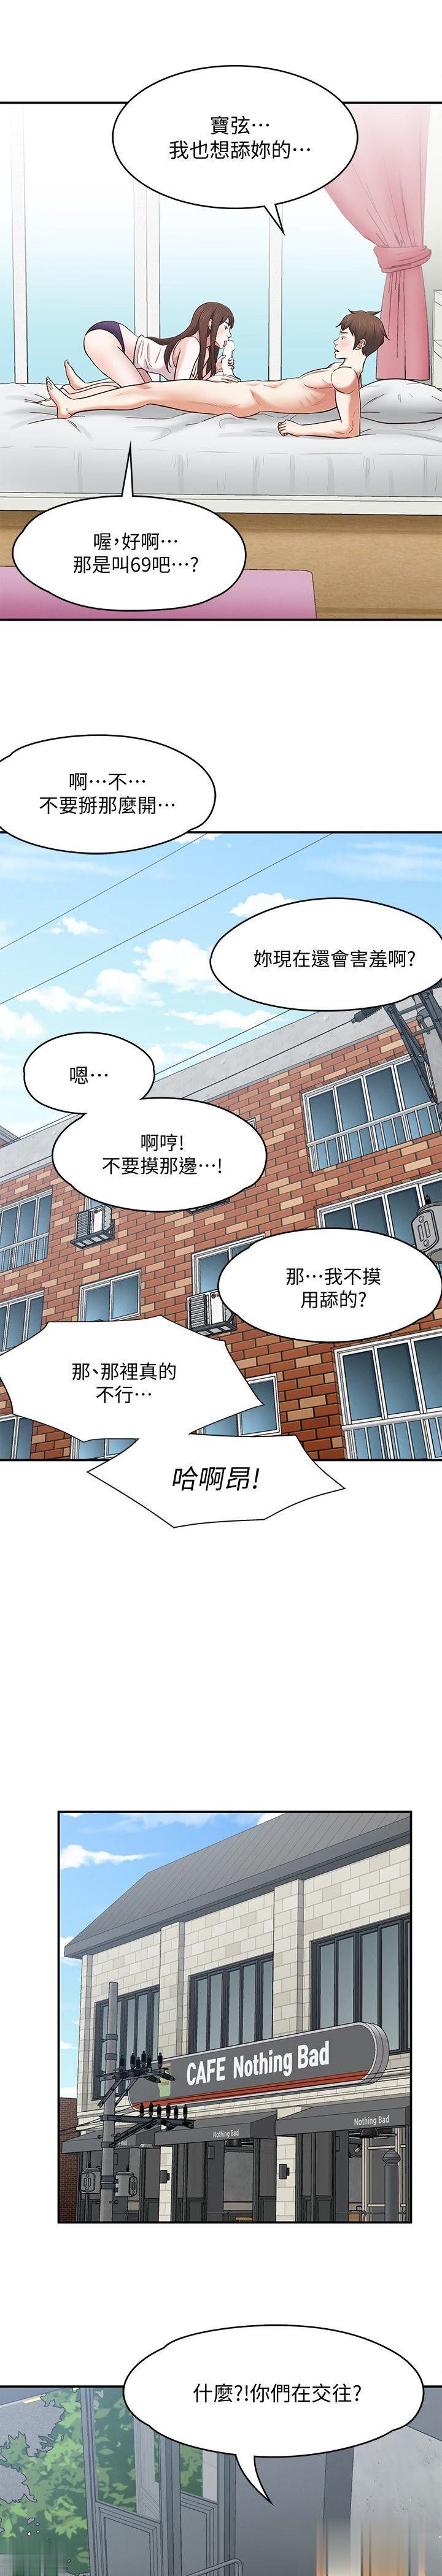 寶弦…
我也想舔妳的…
喔，好啊…
那是叫69吧…?
啊…不…
不要掰那麼開…
妳現在還會害羞啊?
嗯…
啊哼!
不要摸那邊…!
那…我不摸
用舔的?
那、那裡真的
不行…
哈啊昂!
CAFE Nothing Bad
Nothing Bad
Nothing Bad
什麼?!你們在交往?